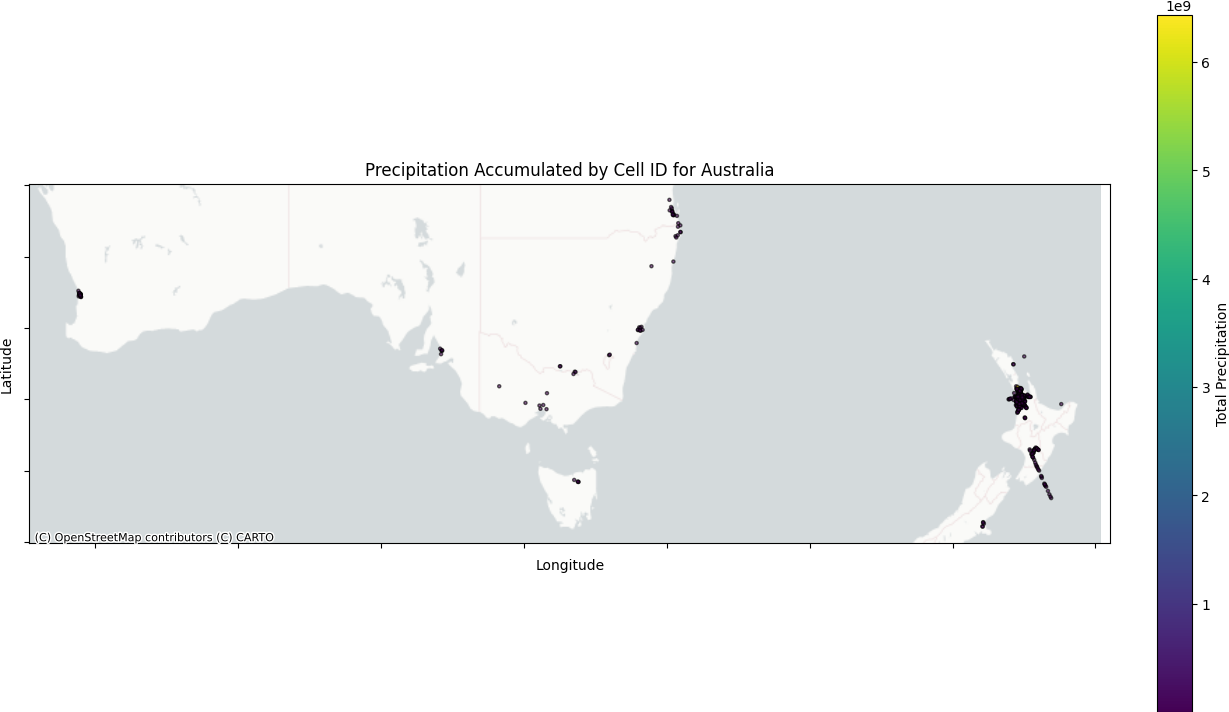 1e9
Precipitation Accumulated by Cell ID for Australia
Latitude
(C) OpenStreetMap contributors (C) CARTO
Longitude
6
5
4
3
2
1
Total Precipitation